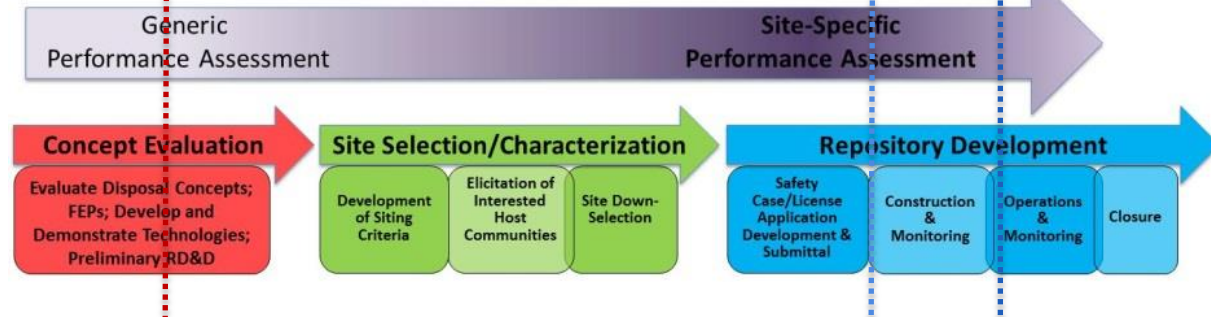 Generic
Performance Assessment
Site-Specific
Performance Assessment
Concept Evaluation
Site Selection/Characterization
Repository Development
Evaluate Disposal Concepts;
FEPs; Develop and
Demonstrate Technologies;
Preliminary RD&D
Development
of Siting
Criteria
Elicitation of
Interested
Host
Communities
Site Down-
Selection
Safety
Case/License
Application
Development &
Submittal
Construction
&
Monitoring
Operations
&
Monitoring
Closure